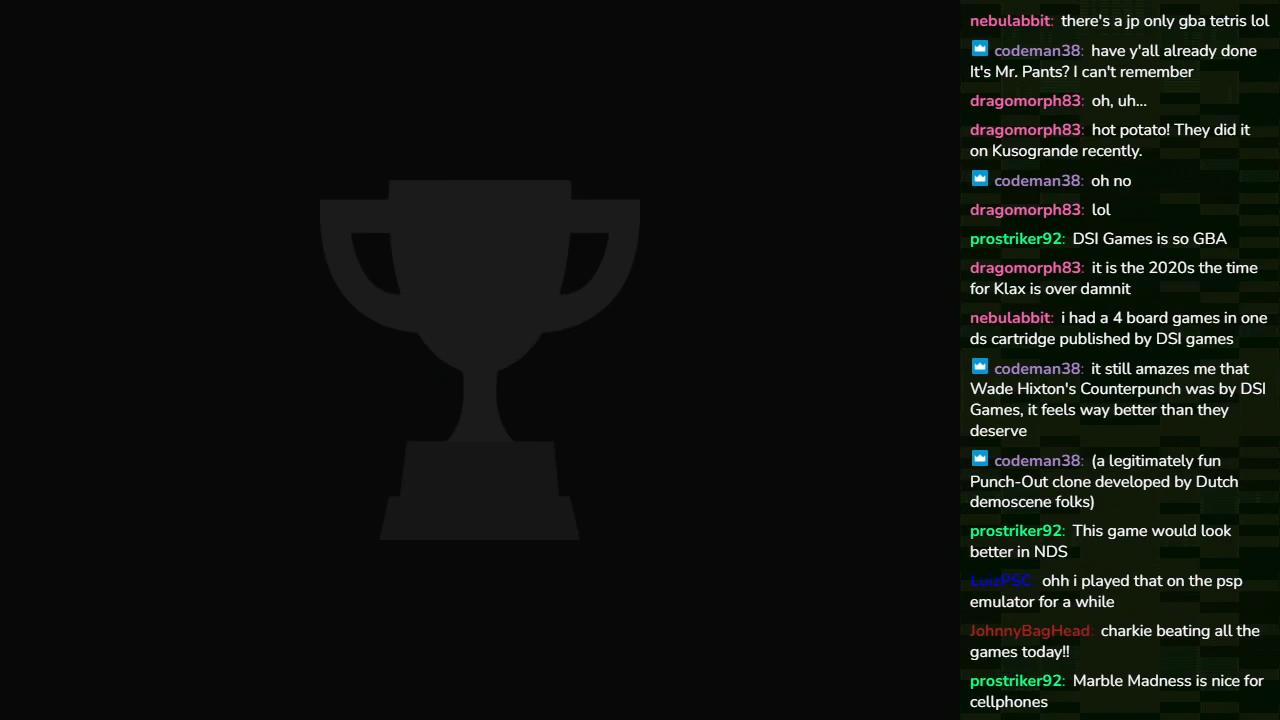 nebulabbit: there's a jp only gba tetris lol
codeman38: have y'all already done
It's Mr. Pants? I can't remember
dragomorph83: oh, uh...
dragomorph83: hot potato! They did it
on Kusogrande recently.
codeman38: oh no
dragomorph83: lol
prostriker92: DSI Games is so GBA
dragomorph83: it is the 2020s the time
for Klax is over damnit
nebulabbit: i had a 4 board games in one
ds cartridge published by DSI games
codeman38: it still amazes me that
Wade Hixton's Counterpunch was by DSI
Games, it feels way better than they
deserve
codeman38: (a legitimately fun
Punch-Out clone developed by Dutch
demoscene folks)
prostriker92: This game would look
better in NDS
LuizPSC: ohh i played that on the psp
emulator for a while
JohnnyBagHead: charkie beating all the
games today!!
prostriker92: Marble Madness is nice for
cellphones